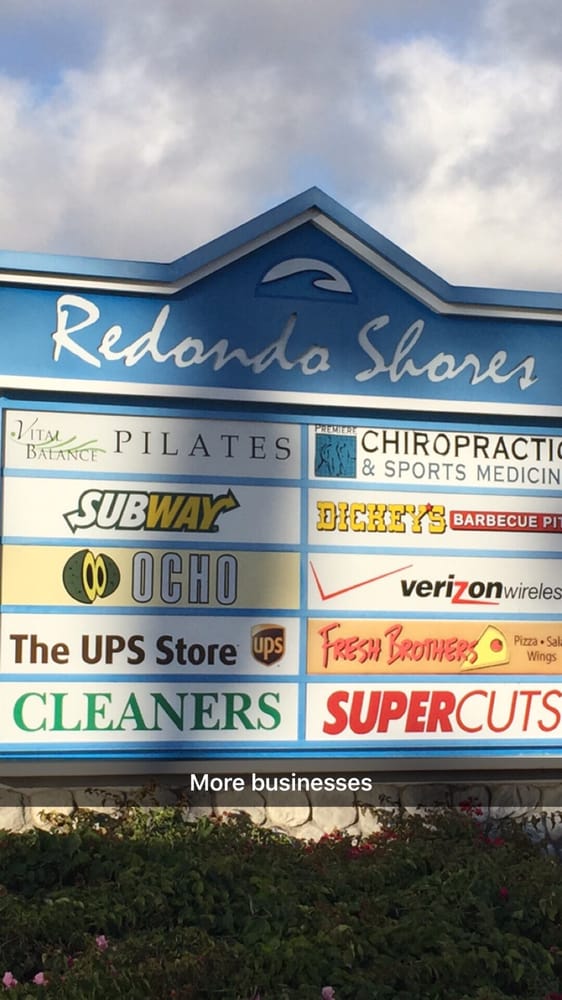 Redondo Shores
VITAL
BALANCE
PILATES
PREMIERE
CHIROPRACTIC
& SPORTS MEDICIN
SUBWAY
DICKEY'S
BARBECUE PIT
OCHO
verizonwireles
The UPS Store
ups
FRESH BROTHERS
Pizza • Sala
Wings
CLEANERS
SUPERCUTS
More businesses